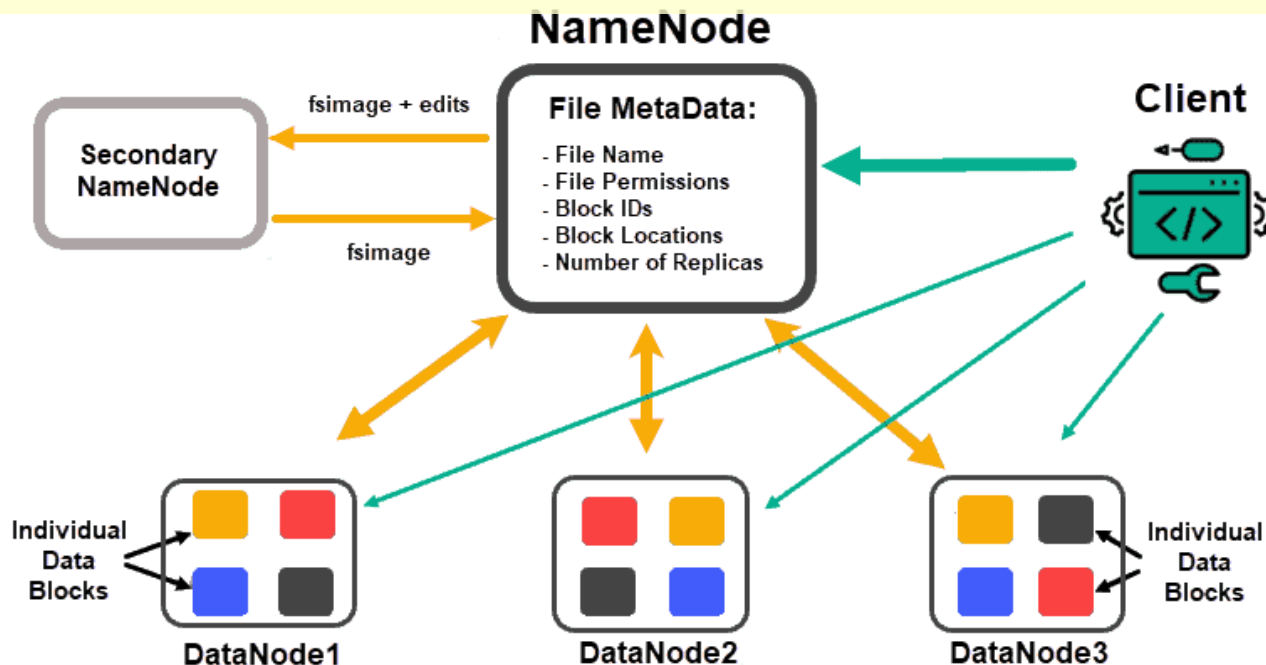 NameNode
fsimage + edits
Secondary
NameNode
fsimage
File MetaData:
- File Name
- File Permissions
- Block IDs
- Block Locations
- Number of Replicas
Client
</>
Individual
Data
Blocks
Individual
Data
Blocks
DataNode1
DataNode2
DataNode3